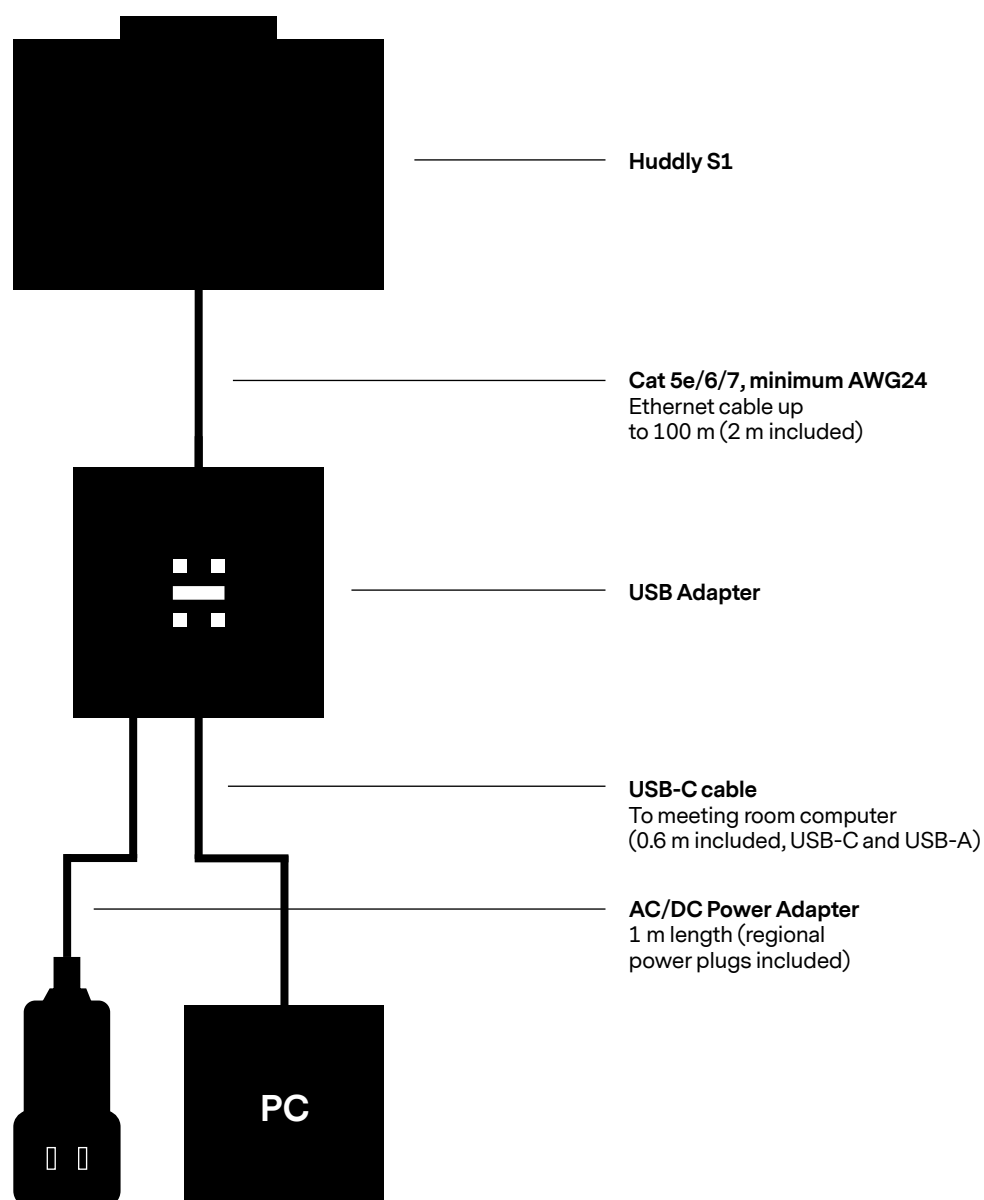 Huddly S1
Cat 5e/6/7, minimum AWG24
Ethernet cable up
to 100 m (2 m included)
USB Adapter
USB-C cable
To meeting room computer
(0.6 m included, USB-C and USB-A)
AC/DC Power Adapter
1 m length (regional
power plugs included)
PC